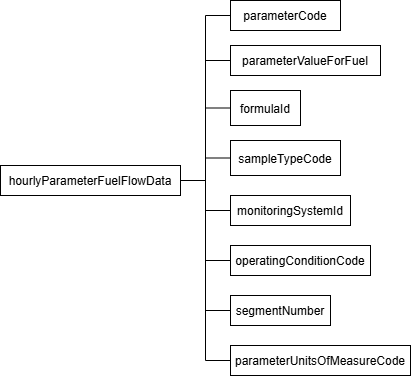 parameterCode
parameterValueForFuel
formulaId
sampleTypeCode
hourlyParameterFuelFlowData
monitoringSystemId
operatingConditionCode
segmentNumber
parameterUnitsOfMeasureCode